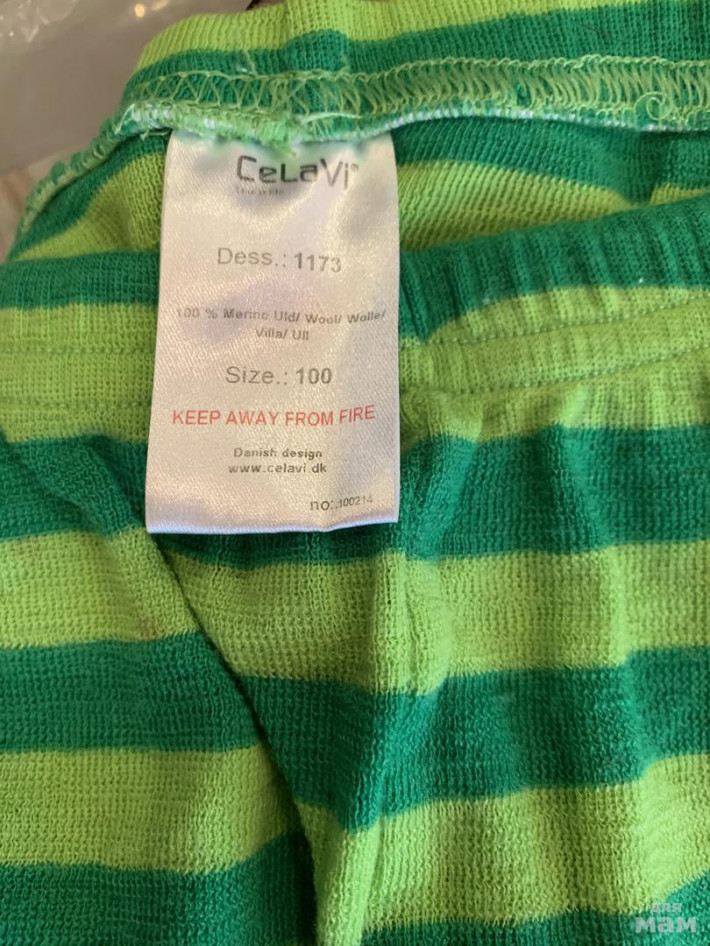 CeLaVi®
Dess.: 1173
100 % Merino Uld/ Wool/ Wolle/
Villa/ Ull
Size.: 100
KEEP AWAY FROM FIRE
Danish design
www.celavi.dk
no:.100214
для
мам